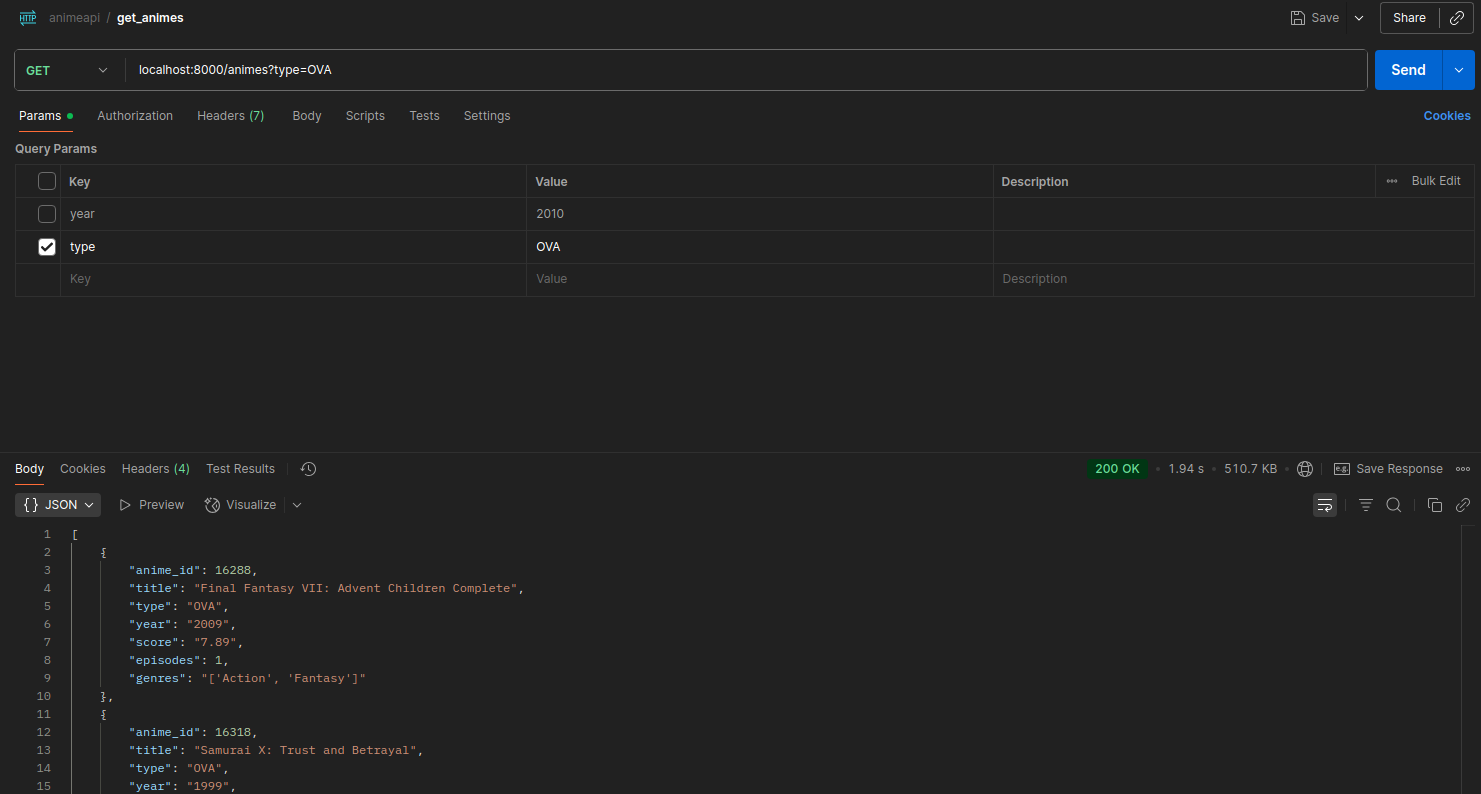 HTTP animeapi / get_animes Save Share
GET localhost:8000/animes?type=OVA Send
Params Authorization Headers (7) Body Scripts Tests Settings Cookies
Query Params
Key Value Description Bulk Edit
year 2010
type OVA
Key Value Description
Body Cookies Headers (4) Test Results 200 OK 1.94 s 510.7 KB e.g. Save Response
{} JSON Preview Visualize
1 [
2 {
3 "anime_id": 16288,
4 "title": "Final Fantasy VII: Advent Children Complete",
5 "type": "OVA",
6 "year": "2009",
7 "score": "7.89",
8 "episodes": 1,
9 "genres": "['Action', 'Fantasy']"
10 },
11 {
12 "anime_id": 16318,
13 "title": "Samurai X: Trust and Betrayal",
14 "type": "OVA",
15 "year": "1999",